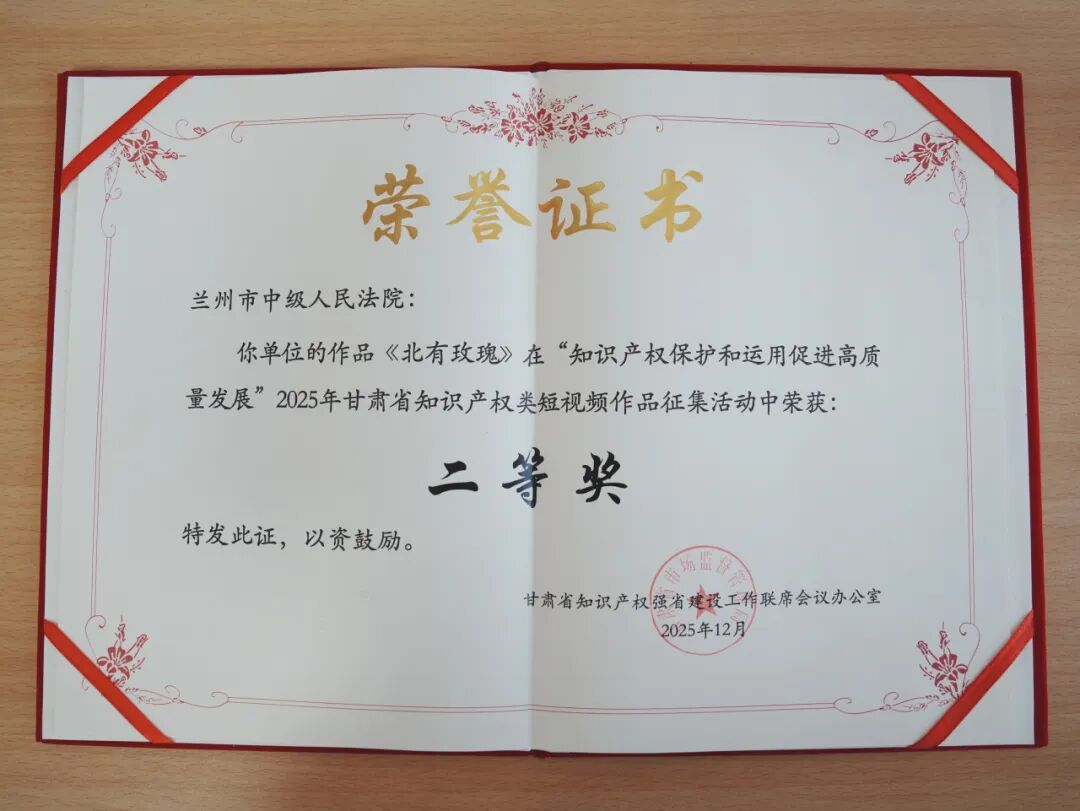 荣誉证书
兰州市中级人民法院：
你单位的作品《北有玫瑰》在“知识产权保护和运用促进高质
量发展”2025年甘肃省知识产权类短视频作品征集活动中荣获：
二等奖
特发此证，以资鼓励。
甘肃省知识产权强省建设工作联席会议办公室
2025年12月
市场监督管